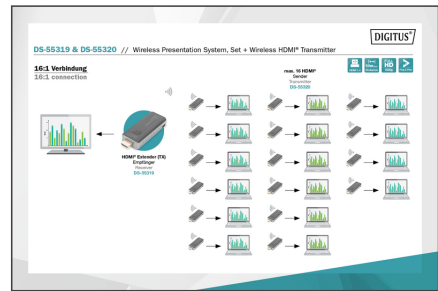 DIGITUS®
DS-55319 & DS-55320 // Wireless Presentation System, Set + Wireless HDMI® Transmitter
16:1 Verbindung
16:1 connection
max. 16 HDMI®
Sender
Transmitter
DS-55320
HDMI® Extender (TX)
Empfänger
Receiver
DS-55319